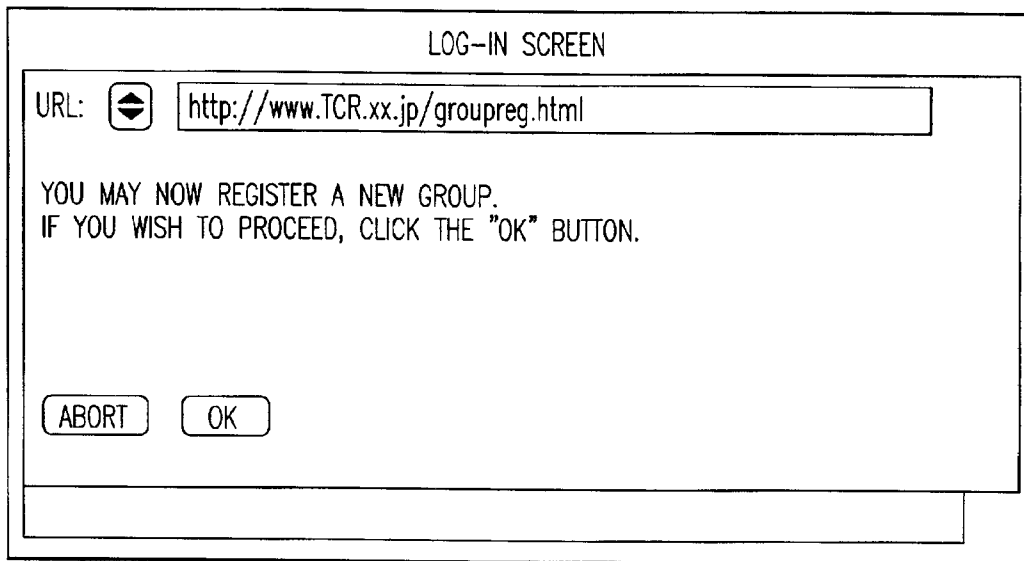 LOG-IN SCREEN
URL: http://www.TCR.xx.jp/groupreg.html
YOU MAY NOW REGISTER A NEW GROUP.
IF YOU WISH TO PROCEED, CLICK THE "OK" BUTTON.
ABORT OK